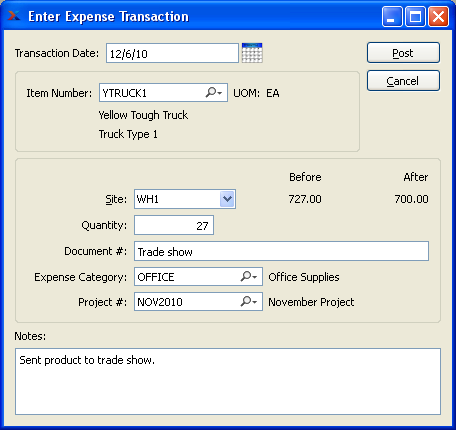 Enter Expense Transaction
Transaction Date: 12/6/10
Post
Cancel
Item Number: YTRUCK1 UOM: EA
Yellow Tough Truck
Truck Type 1
Before After
Site: WH1 727.00 700.00
Quantity: 27
Document #: Trade show
Expense Category: OFFICE Office Supplies
Project #: NOV2010 November Project
Notes:
Sent product to trade show.